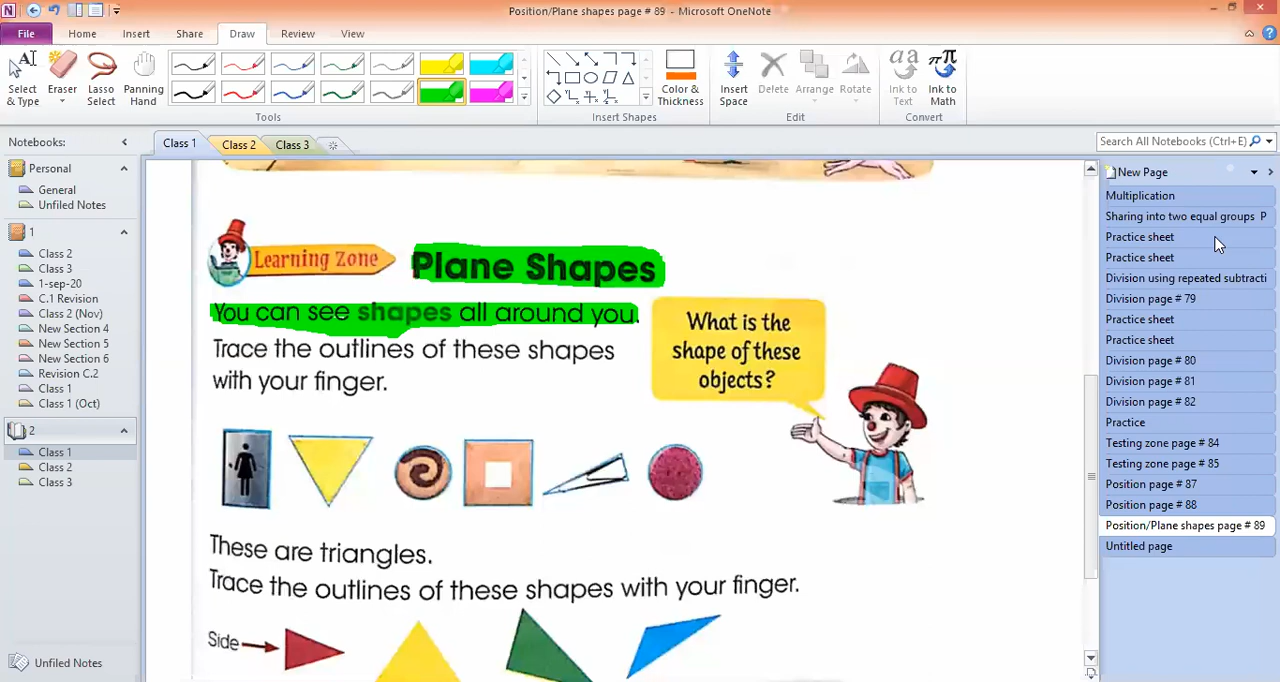 Position/Plane shapes page # 89 - Microsoft OneNote
File Home Insert Share Draw Review View
Select & Type
Eraser
Lasso Select
Panning Hand
Color & Thickness
Insert Space
Delete
Arrange
Rotate
Ink to Text
Ink to Math
Tools
Insert Shapes
Edit
Convert
Notebooks:
Class 1
Class 2
Class 3
Search All Notebooks (Ctrl+E)
Personal
General
Unfiled Notes
1
Class 2
Class 3
1-sep-20
C.1 Revision
Class 2 (Nov)
New Section 4
New Section 5
New Section 6
Revision C.2
Class 1
Class 1 (Oct)
2
Class 1
Class 2
Class 3
Unfiled Notes
Learning Zone
Plane Shapes
You can see shapes all around you.
Trace the outlines of these shapes
with your finger.
What is the
shape of these
objects?
These are triangles.
Trace the outlines of these shapes with your finger.
Side
New Page
Multiplication
Sharing into two equal groups P
Practice sheet
Practice sheet
Division using repeated subtracti
Division page # 79
Practice sheet
Practice sheet
Division page # 80
Division page # 81
Division page # 82
Practice
Testing zone page # 84
Testing zone page # 85
Position page # 87
Position page # 88
Position/Plane shapes page # 89
Untitled page